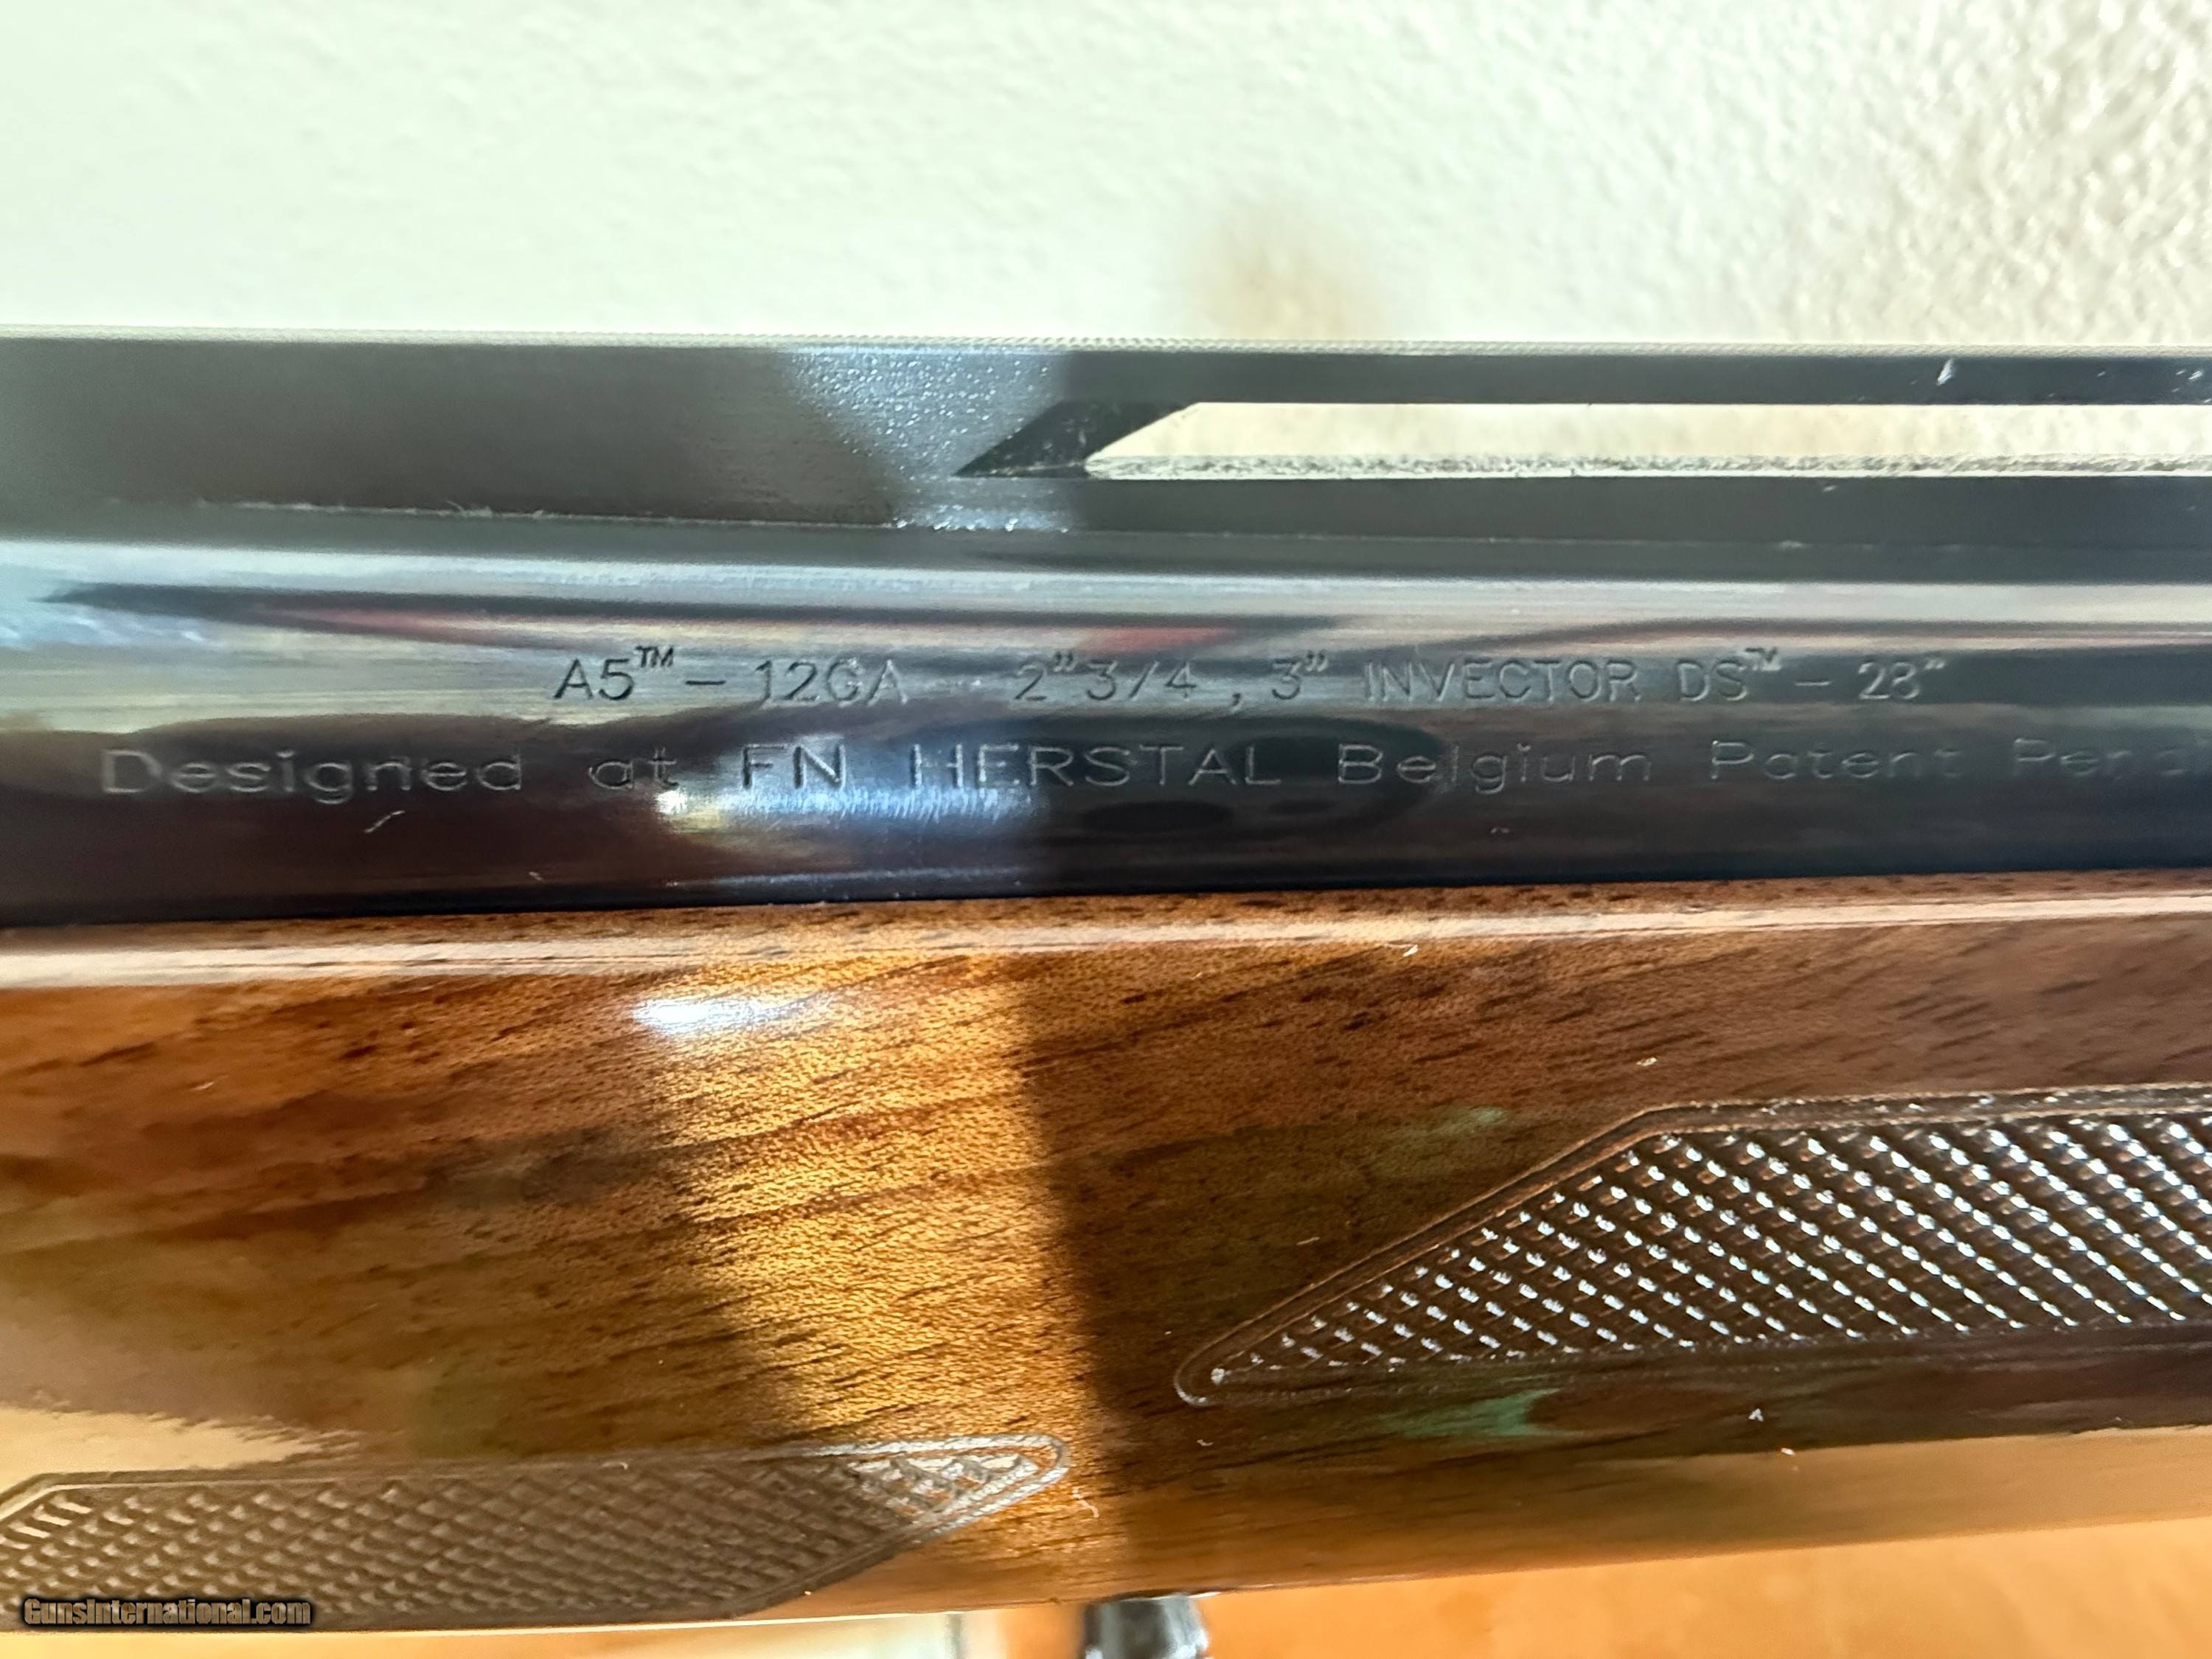 A5™ - 12GA - 2"3/4, 3" INVECTOR DS™ - 28"
Designed at FN HERSTAL Belgium Patent
GunsInternational.com